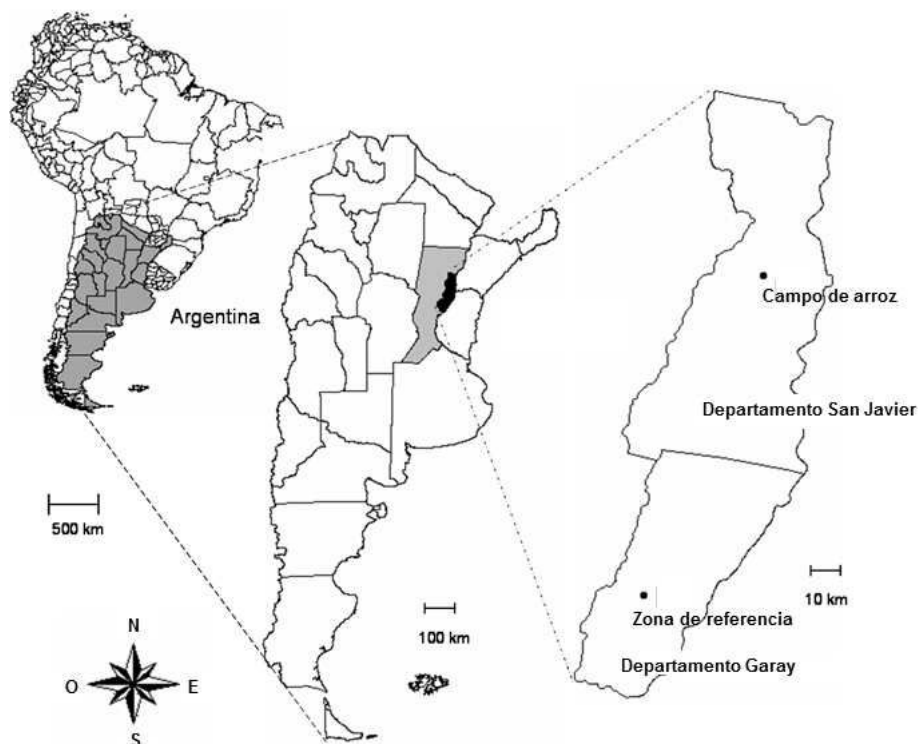 Argentina
Campo de arroz
Departamento San Javier
500 km
10 km
100 km
Zona de referencia
Departamento Garay
N
O
E
S